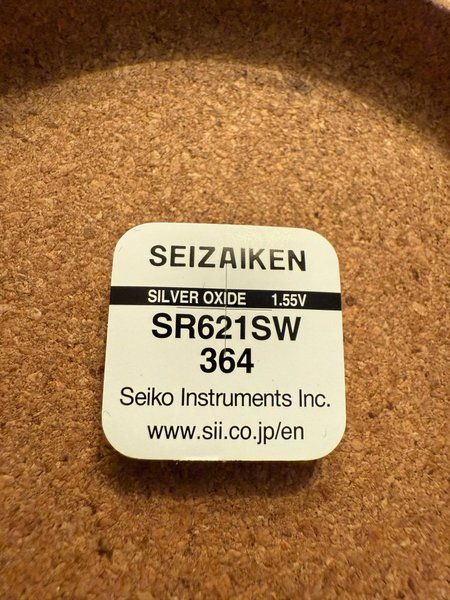 SEIZAIKEN
SILVER OXIDE 1.55V
SR621SW
364
Seiko Instruments Inc.
www.sii.co.jp/en